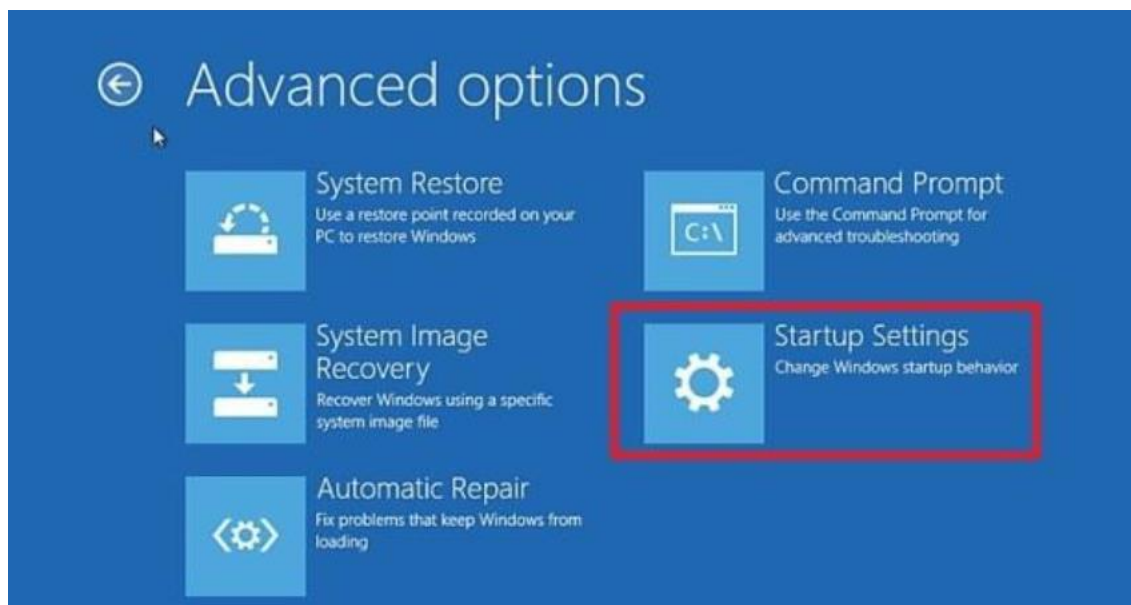 Advanced options
System Restore
Use a restore point recorded on your
PC to restore Windows
Command Prompt
Use the Command Prompt for
advanced troubleshooting
C:\
System Image
Recovery
Recover Windows using a specific
system image file
Startup Settings
Change Windows startup behavior
Automatic Repair
Fix problems that keep Windows from
loading